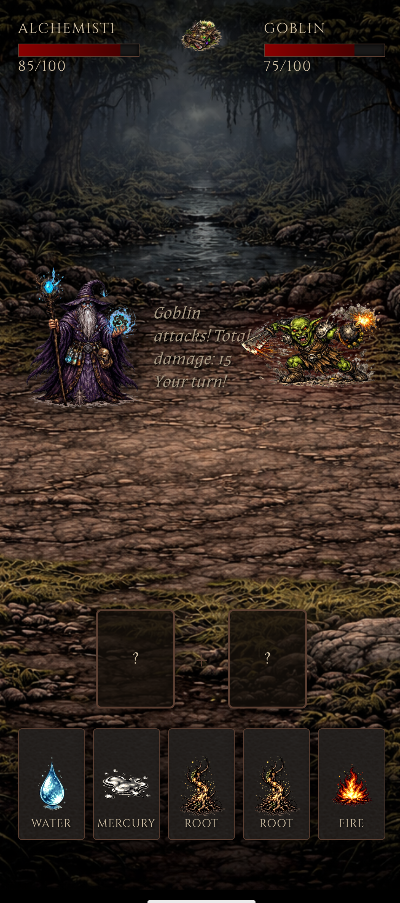 ALCHEMIST1
GOBLIN
85/100
75/100
Goblin
attacks! Total
damage: 15
Your turn!
?
?
WATER
MERCURY
ROOT
ROOT
FIRE